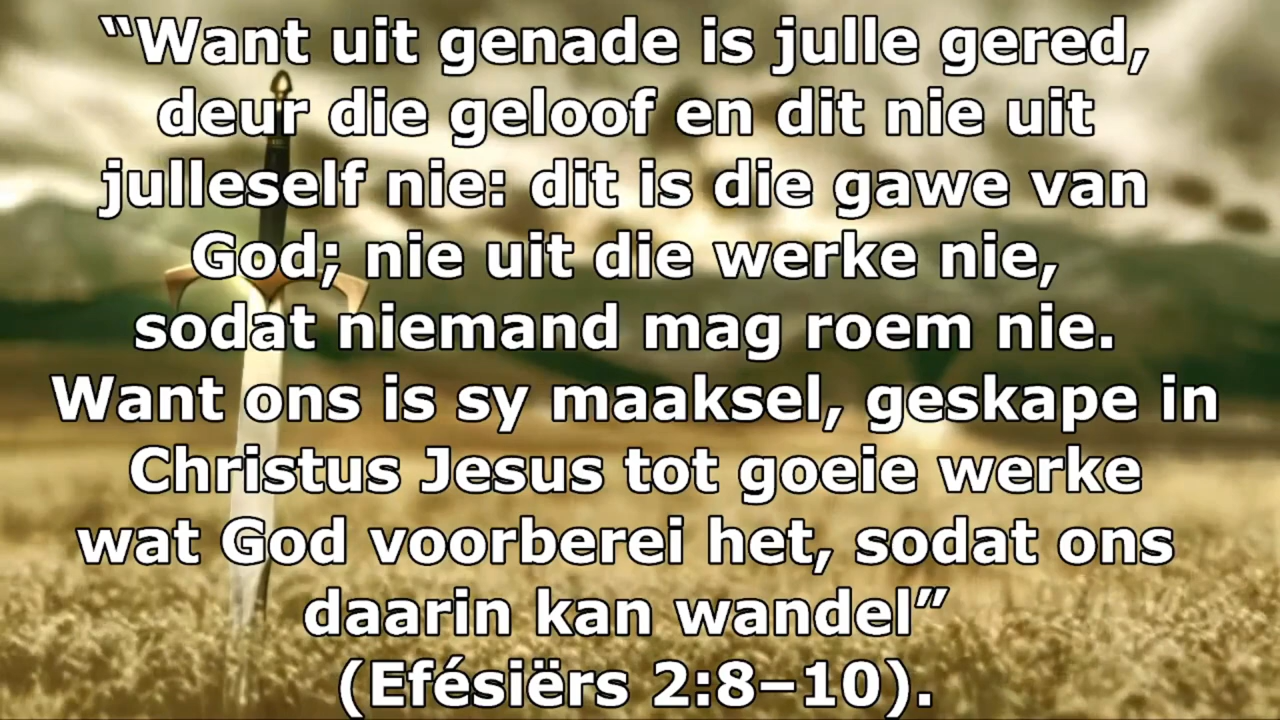 “Want uit genade is julle gered,
deur die geloof en dit nie uit
julleself nie: dit is die gawe van
God; nie uit die werke nie,
sodat niemand mag roem nie.
Want ons is sy maaksel, geskape in
Christus Jesus tot goeie werke
wat God voorberei het, sodat ons
daarin kan wandel”
(Efésiërs 2:8–10).